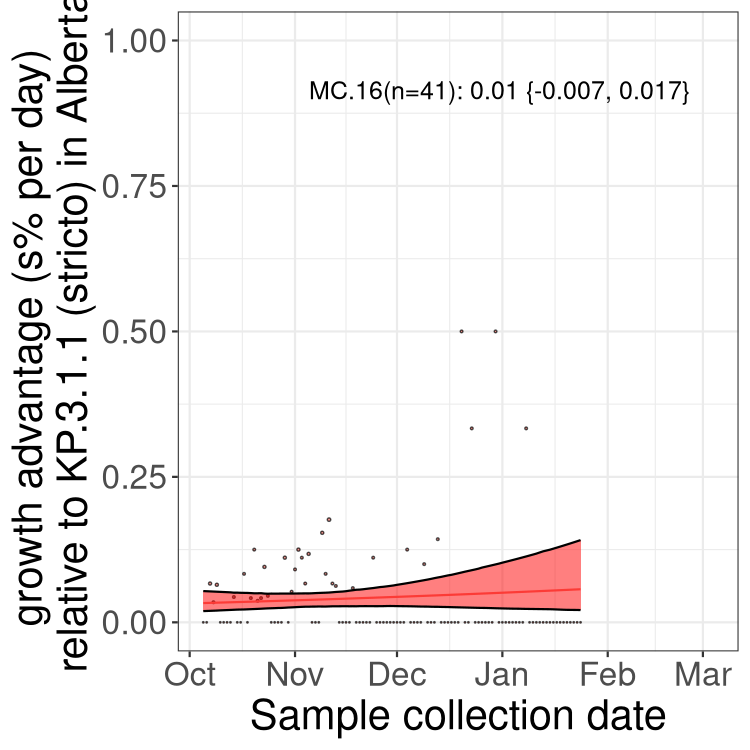 growth advantage (s% per day)
relative to KP.3.1.1 (stricto) in Alberta
1.00
0.75
0.50
0.25
0.00
MC.16(n=41): 0.01 {-0.007, 0.017}
Oct Nov Dec Jan Feb Mar
Sample collection date